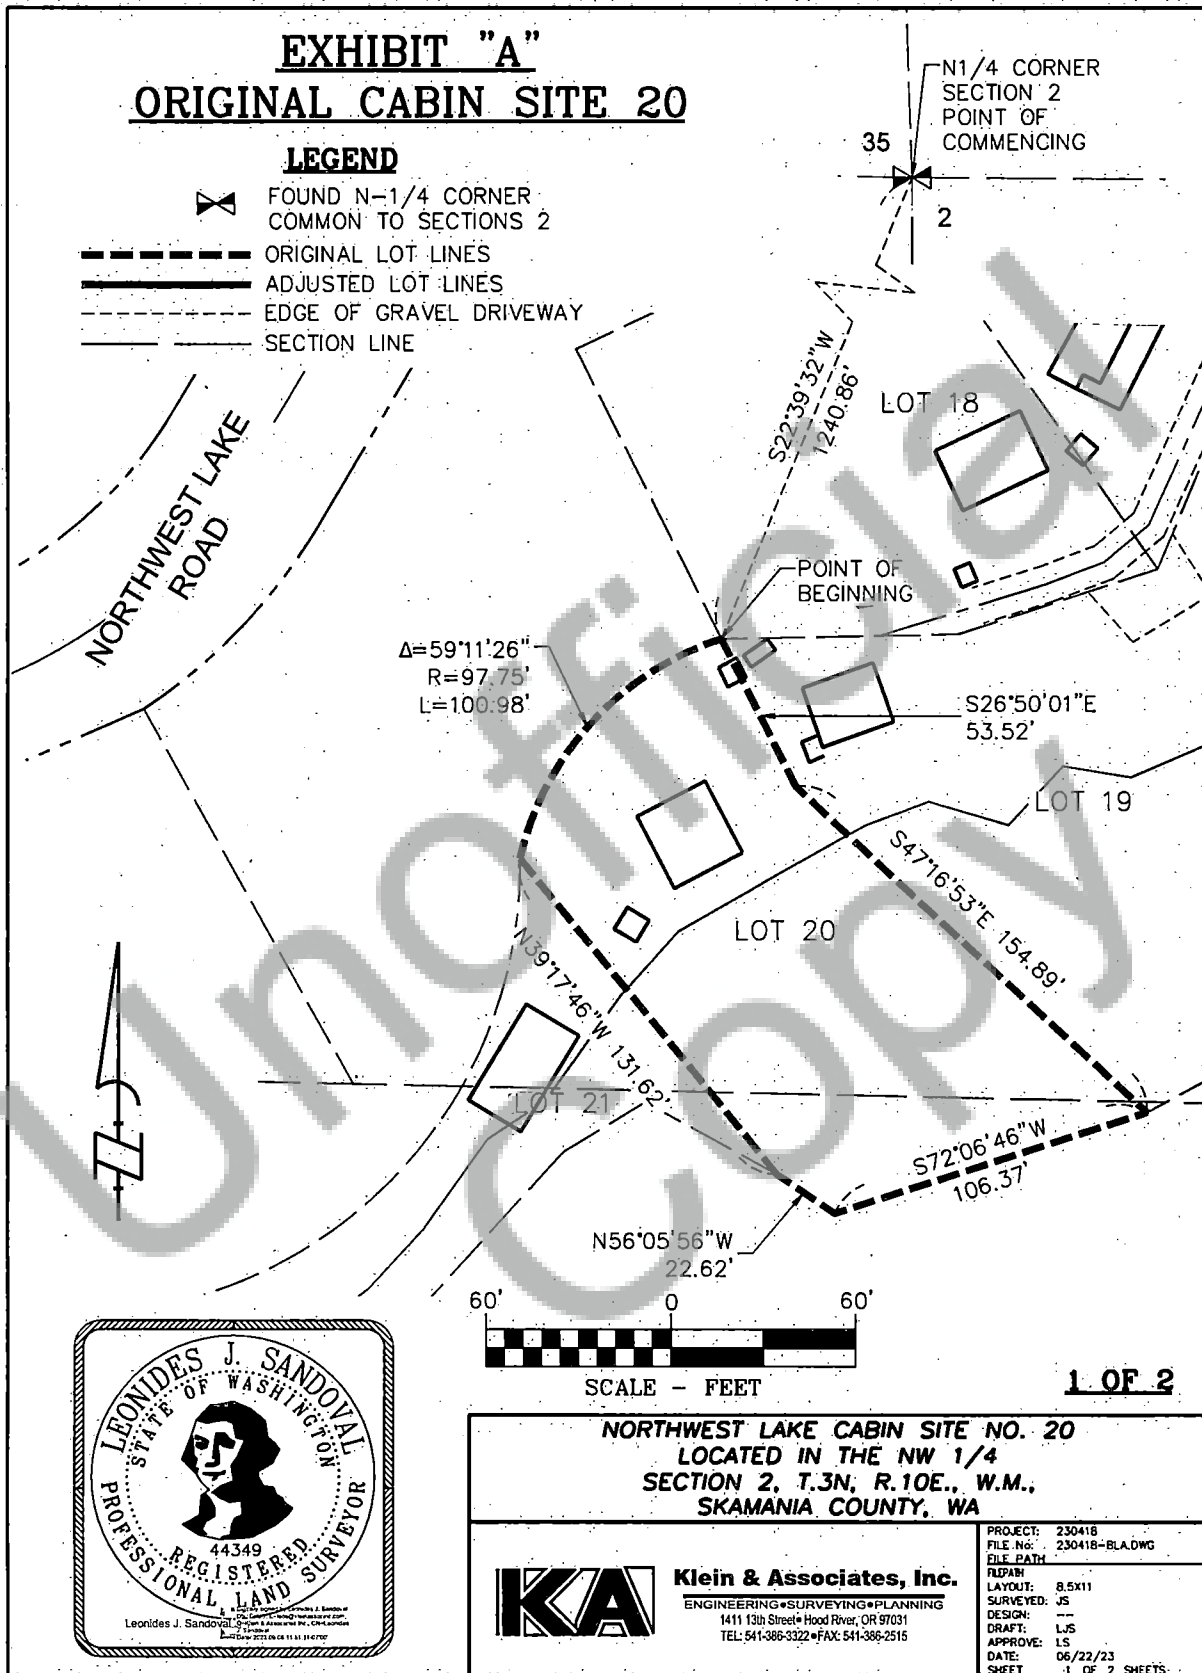 EXHIBIT "A"
ORIGINAL CABIN SITE 20
LEGEND
FOUND N-1/4 CORNER
COMMON TO SECTIONS 2
ORIGINAL LOT LINES
ADJUSTED LOT LINES
EDGE OF GRAVEL DRIVEWAY
SECTION LINE
N1/4 CORNER
SECTION 2
POINT OF
COMMENCING
35
2
NORTHWEST LAKE
ROAD
S22°39'32"W
1240.86'
LOT 18
POINT OF
BEGINNING
Δ=59°11'26"
R=97.75'
L=100.98'
S26°50'01"E
53.52'
LOT 19
S47°16'53"E 154.89'
LOT 20
N39°17'46"W 131.62'
LOT 21
S72°06'46"W
106.37'
N56°05'56"W
22.62'
60' 0 60'
SCALE - FEET
1 OF 2
Unofficial
Copy
LEONIDES J. SANDOVAL
STATE OF WASHINGTON
44349
REGISTERED
PROFESSIONAL LAND SURVEYOR
Leonides J. Sandoval
NORTHWEST LAKE CABIN SITE NO. 20
LOCATED IN THE NW 1/4
SECTION 2, T.3N, R.10E., W.M.,
SKAMANIA COUNTY, WA
KA
Klein & Associates, Inc.
ENGINEERING•SURVEYING•PLANNING
1411 13th Street• Hood River, OR 97031
TEL: 541-386-3322•FAX: 541-386-2515
PROJECT: 230418
FILE No: 230418-BLA.DWG
FILE PATH
LAYOUT: 8.5X11
SURVEYED: JS
DESIGN: ---
DRAFT: LJS
APPROVE: LS
DATE: 06/22/23
SHEET 1 OF 2 SHEETS